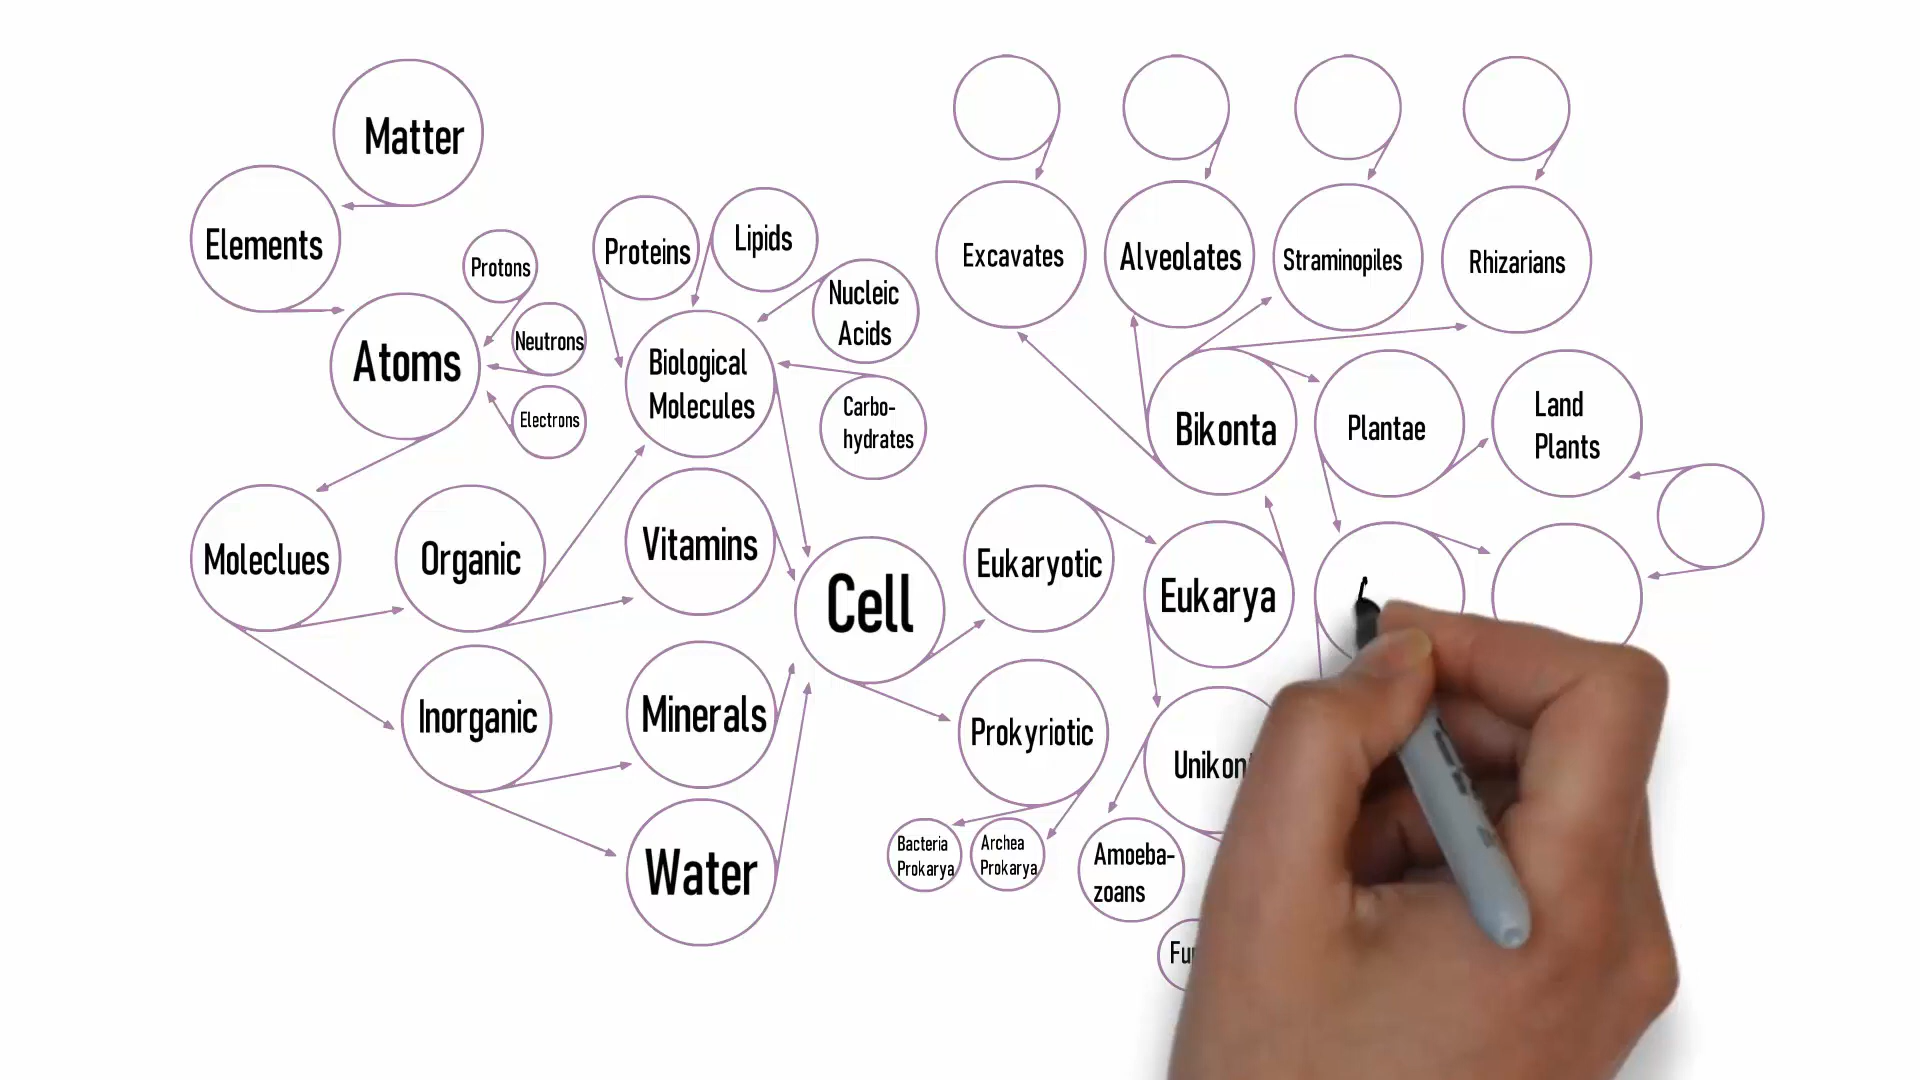 Matter
Elements
Protons
Atoms
Neutrons
Electrons
Proteins
Lipids
Nucleic
Acids
Biological
Molecules
Carbo-
hydrates
Moleclues
Organic
Vitamins
Inorganic
Minerals
Water
Cell
Eukaryotic
Prokyriotic
Bacteria
Prokarya
Archea
Prokarya
Excavates
Alveolates
Straminopiles
Rhizarians
Bikonta
Plantae
Land
Plants
Eukarya
Amoeba-
zoans